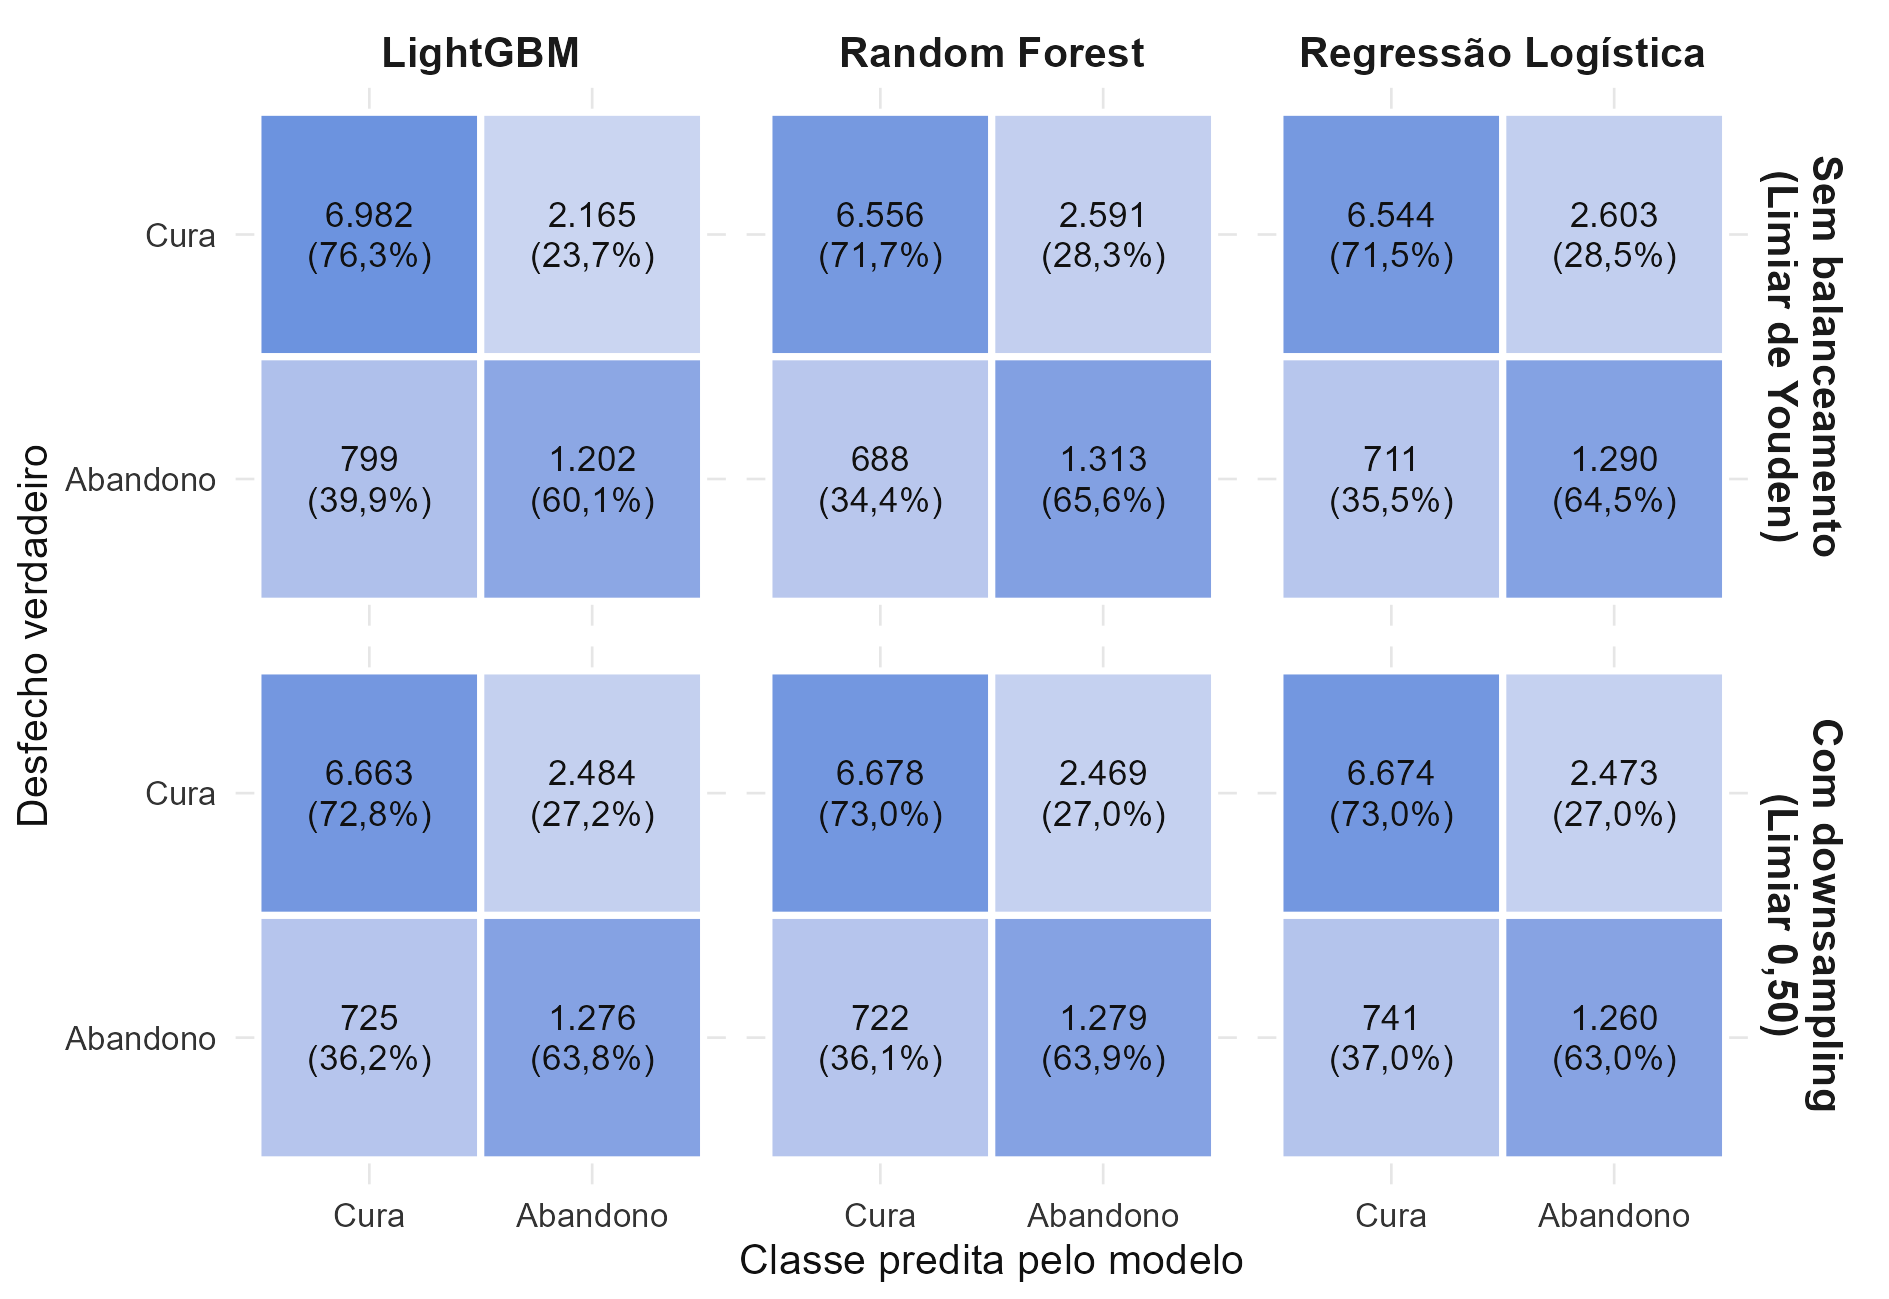 LightGBM
Random Forest
Regressão Logística
Cura
6.982
(76,3%)
2.165
(23,7%)
6.556
(71,7%)
2.591
(28,3%)
6.544
(71,5%)
2.603
(28,5%)
Abandono
799
(39,9%)
1.202
(60,1%)
688
(34,4%)
1.313
(65,6%)
711
(35,5%)
1.290
(64,5%)
Sem balanceamento
(Limiar de Youden)
Desfecho verdadeiro
Cura
6.663
(72,8%)
2.484
(27,2%)
6.678
(73,0%)
2.469
(27,0%)
6.674
(73,0%)
2.473
(27,0%)
Abandono
725
(36,2%)
1.276
(63,8%)
722
(36,1%)
1.279
(63,9%)
741
(37,0%)
1.260
(63,0%)
Com downsampling
(Limiar 0,50)
Cura
Abandono
Cura
Abandono
Cura
Abandono
Classe predita pelo modelo